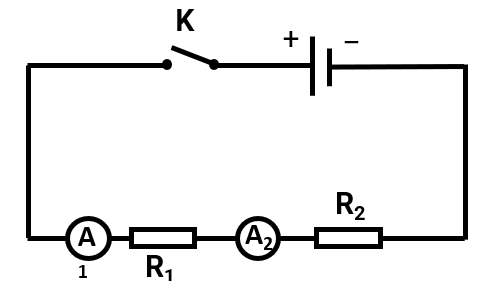 K
+ −
R₂
A A₂
1
R₁